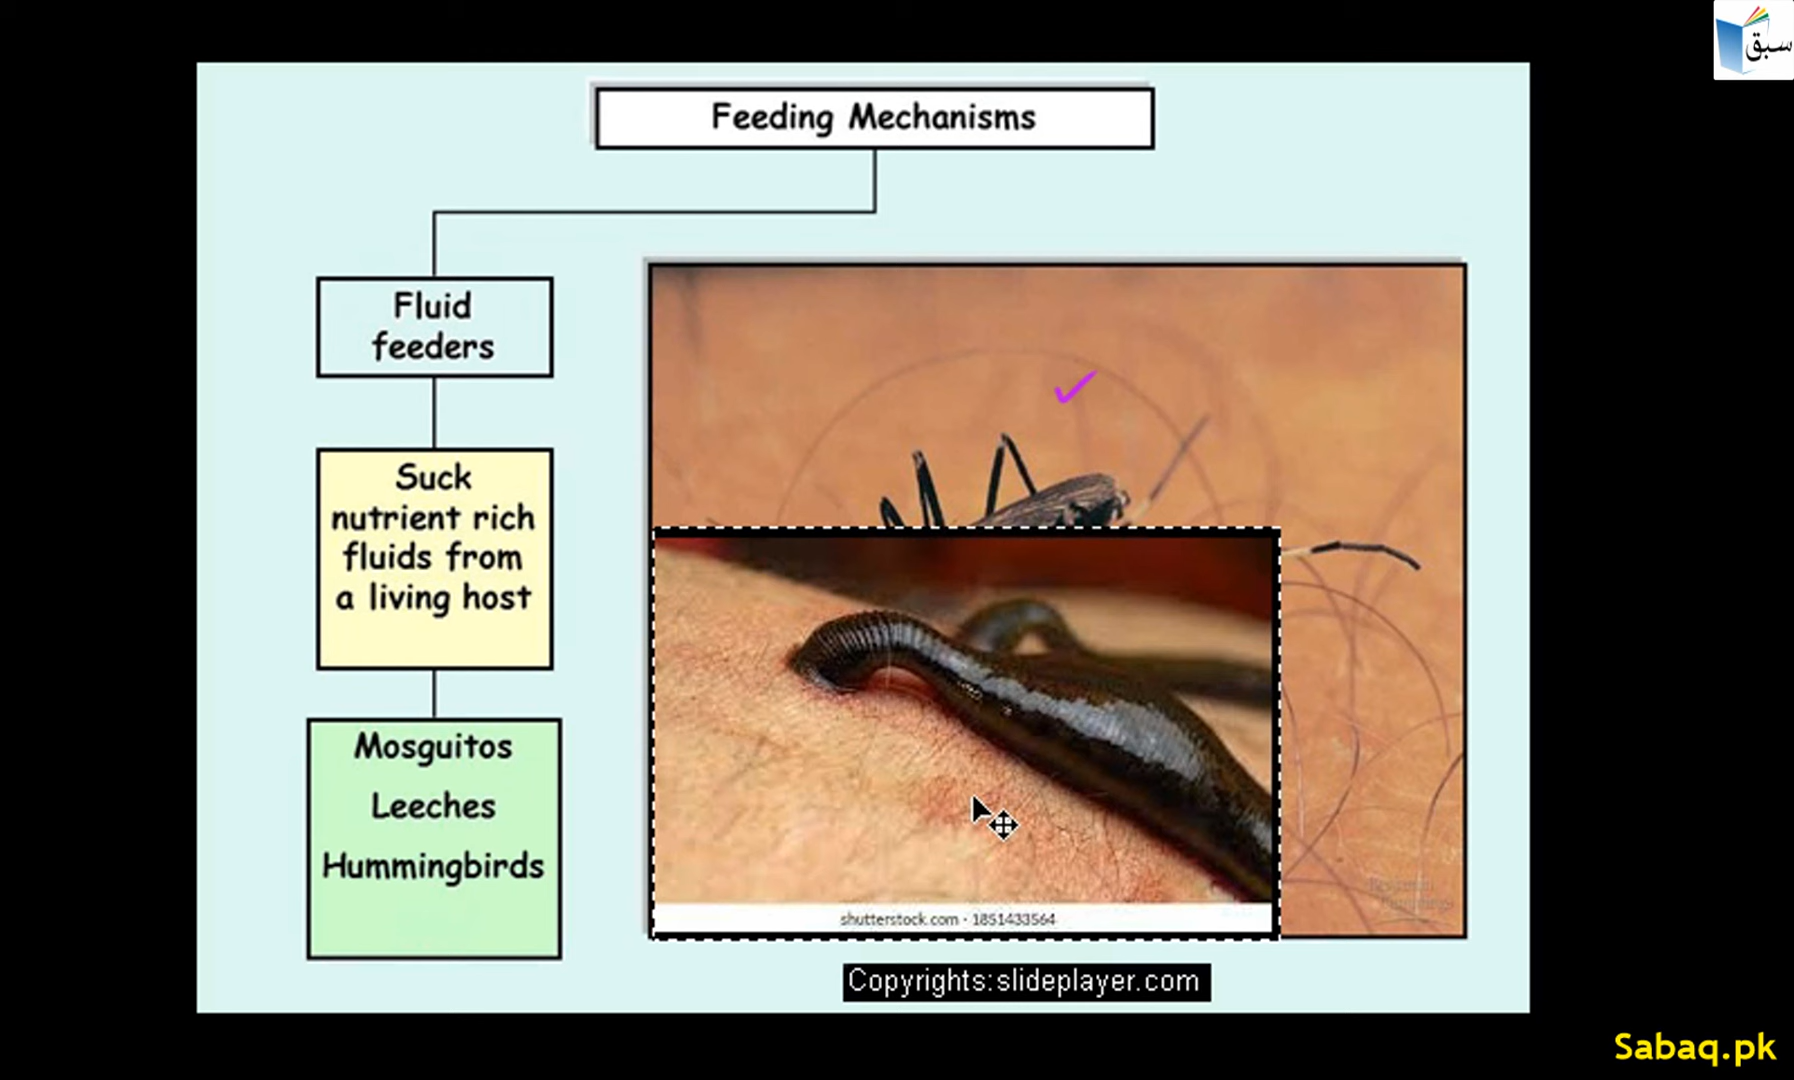 سبق
Feeding Mechanisms
Fluid
feeders
Suck
nutrient rich
fluids from
a living host
Mosquitos
Leeches
Hummingbirds
shutterstock.com · 1851433564
Copyrights:slideplayer.com
Sabaq.pk